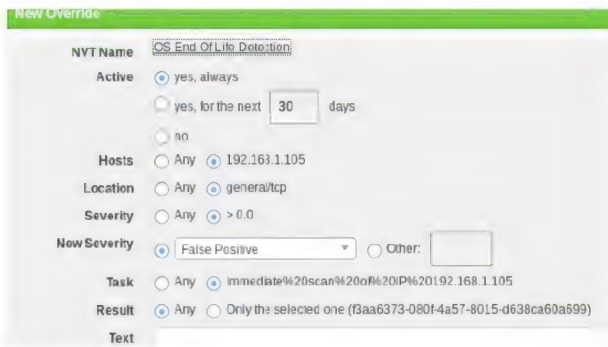 New Override
NVT Name OS End Of Life Detection
Active yes, always
yes, for the next 30 days
no
Hosts Any 192.168.1.105
Location Any general/tcp
Severity Any > 0.0
New Severity False Positive Other:
Task Any Immediate%20scan%20of%20IP%20192.168.1.105
Result Any Only the selected one (f3aa6373-080f-4a57-8015-d638ca60a699)
Text